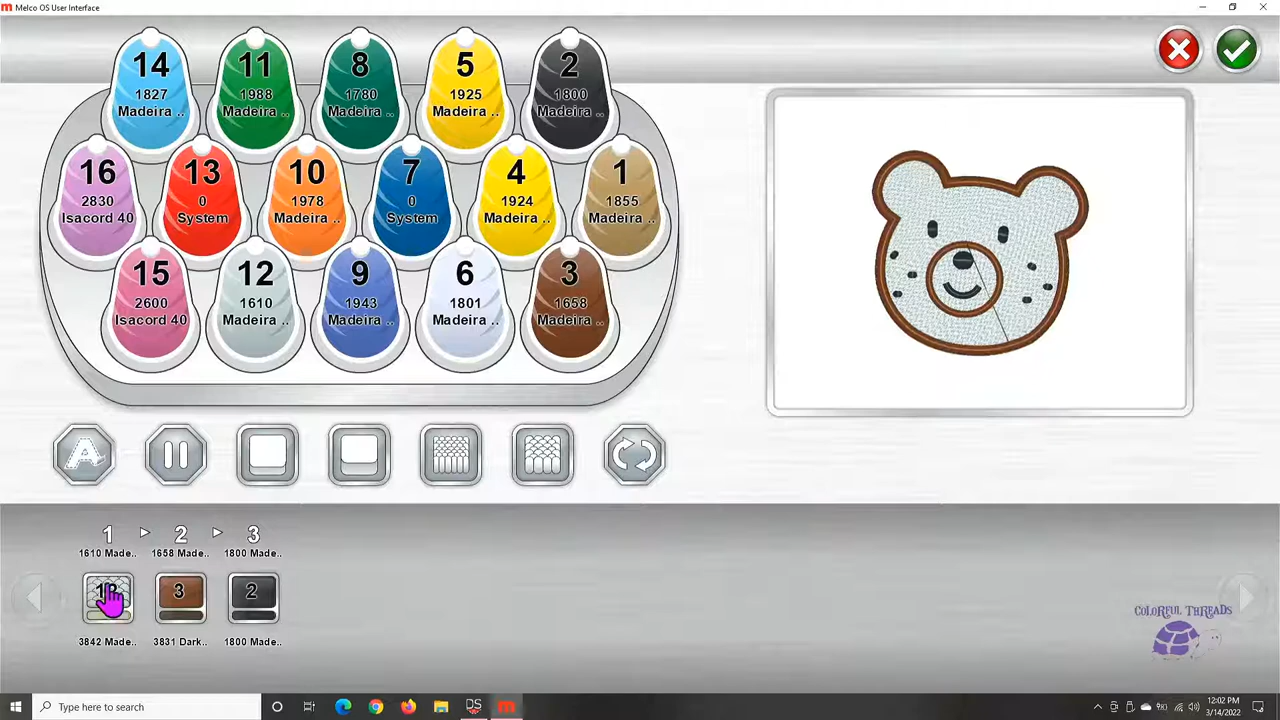 Melco OS User Interface
14
1827
Madeira ..
11
1988
Madeira ..
8
1780
Madeira ..
5
1925
Madeira ..
2
1800
Madeira ..
16
2830
Isacord 40
13
0
System
10
1978
Madeira ..
7
0
System
4
1924
Madeira ..
1
1855
Madeira ..
15
2600
Isacord 40
12
1610
Madeira ..
9
1943
Madeira ..
6
1801
Madeira ..
3
1658
Madeira ..
A
1 2 3
1610 Made.. 1658 Made.. 1800 Made..
3 2
3842 Made.. 3831 Dark.. 1800 Made..
COLORFUL THREADS
Type here to search
DS
12:02 PM
3/14/2022